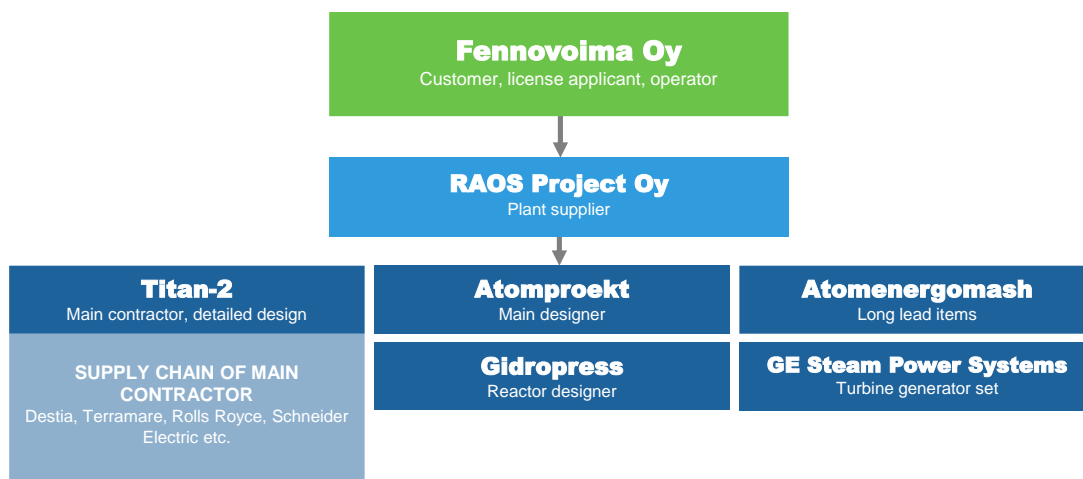 Fennovoima Oy
Customer, license applicant, operator
RAOS Project Oy
Plant supplier
Titan-2
Main contractor, detailed design
SUPPLY CHAIN OF MAIN
CONTRACTOR
Destia, Terramare, Rolls Royce, Schneider
Electric etc.
Atomproekt
Main designer
Gidropress
Reactor designer
Atomenergomash
Long lead items
GE Steam Power Systems
Turbine generator set